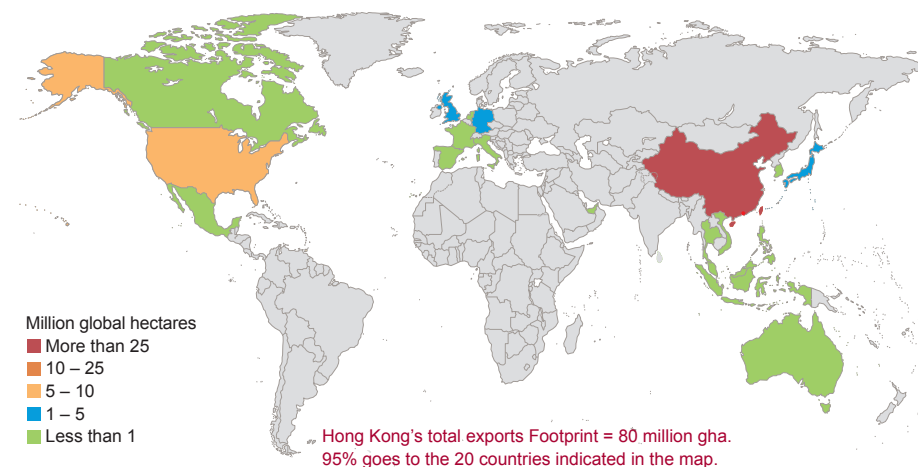 Million global hectares
More than 25
10 – 25
5 – 10
1 – 5
Less than 1
Hong Kong's total exports Footprint = 80 million gha.
95% goes to the 20 countries indicated in the map.